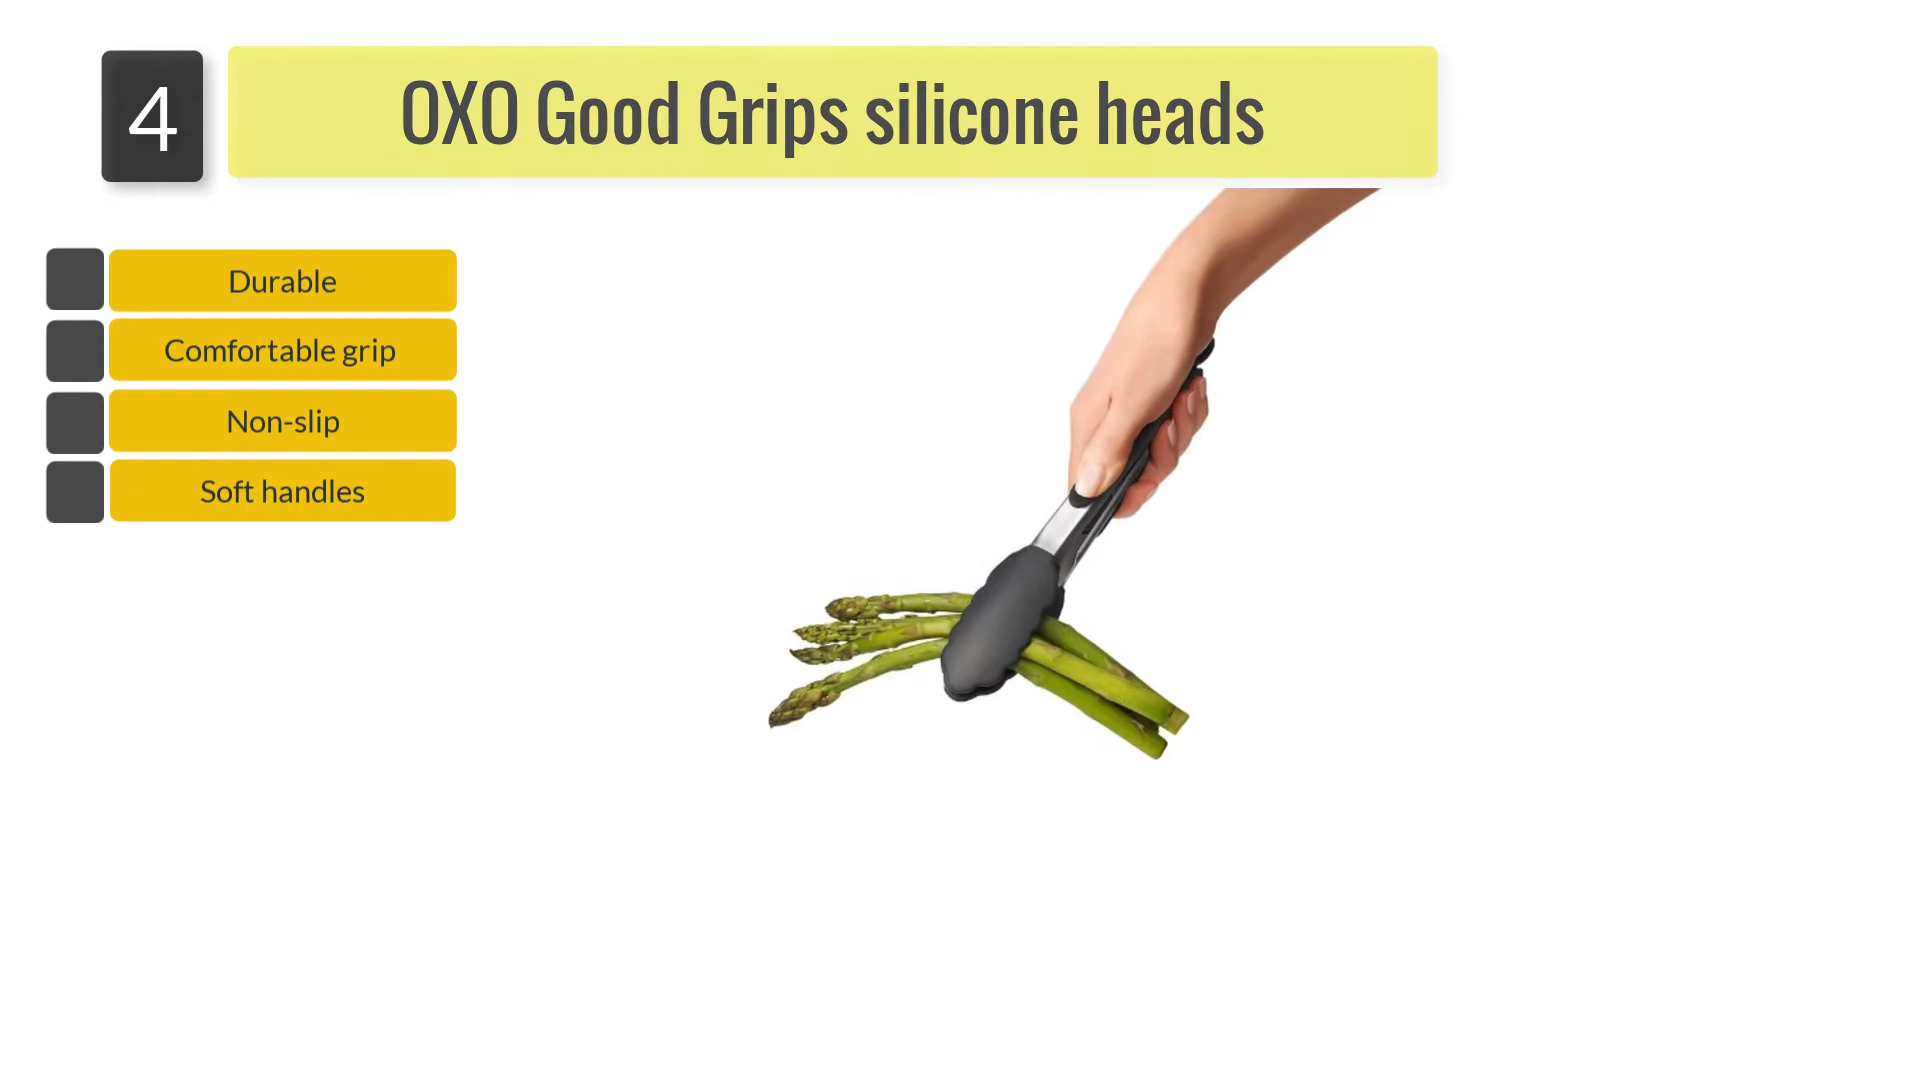 4
OXO Good Grips silicone heads
Durable
Comfortable grip
Non-slip
Soft handles